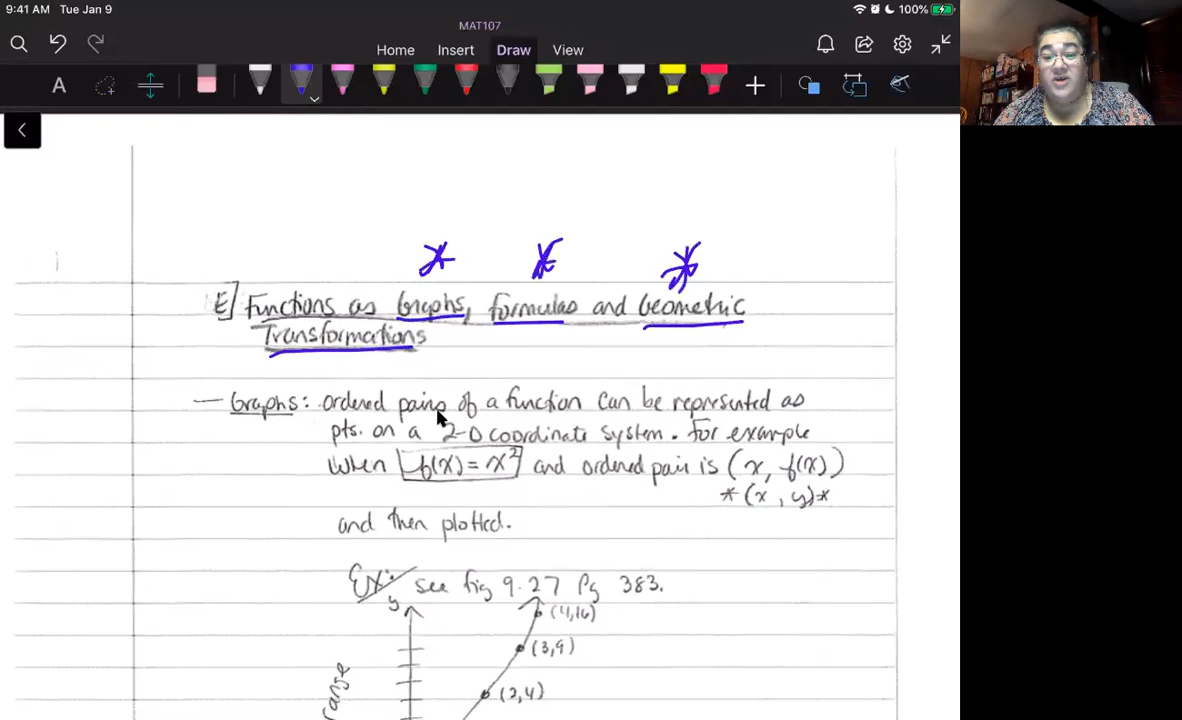 9:41 AM Tue Jan 9
100%
MAT107
Home Insert Draw View
A
E] Functions as Graphs, formulas and Geometric
Transformations
— Graphs: ordered pairs of a function can be represented as
pts. on a 2-D coordinate system. For example
when f(x) = x² and ordered pair is (x, f(x))
*(x, y)*
and then plotted.
Ex: see fig 9.27 Pg 383.
y
(4,16)
(3,9)
(2,4)
range